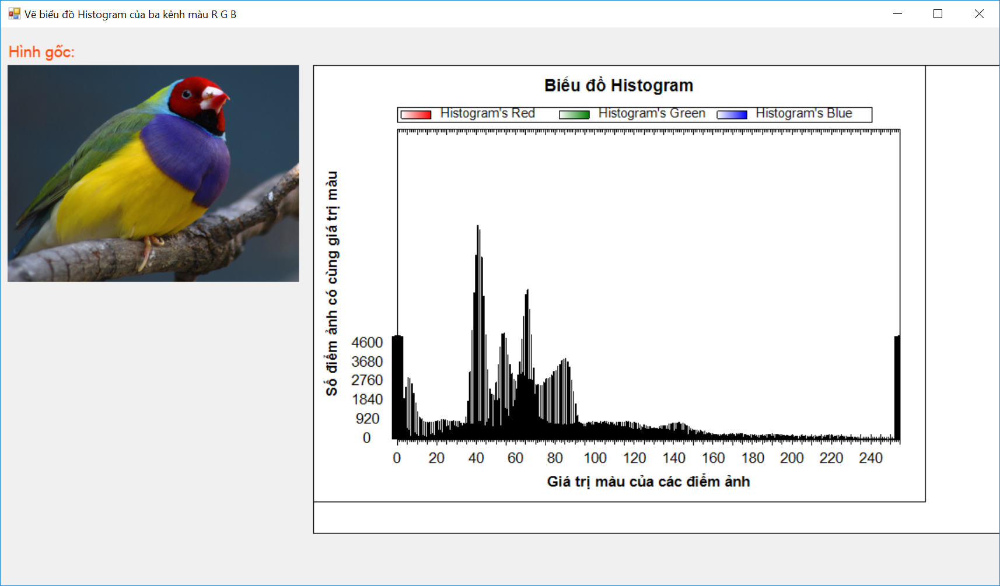 Vẽ biểu đồ Histogram của ba kênh màu R G B
Hình gốc:
Biểu đồ Histogram
Histogram's Red Histogram's Green Histogram's Blue
Số điểm ảnh có cùng giá trị màu
4600
3680
2760
1840
920
0
0 20 40 60 80 100 120 140 160 180 200 220 240
Giá trị màu của các điểm ảnh